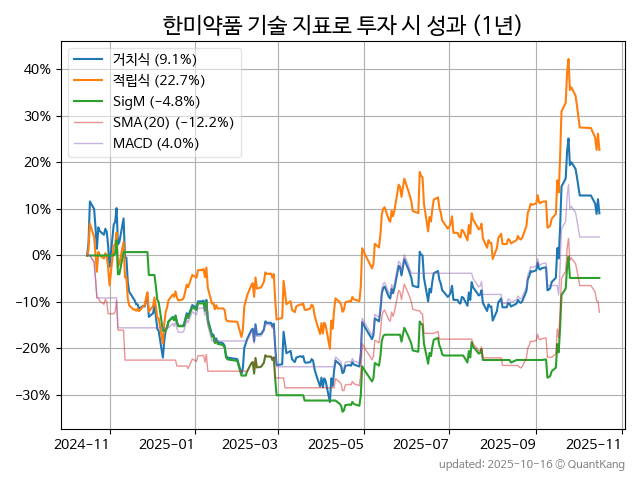 한미약품 기술 지표로 투자 시 성과 (1년)
거치식 (9.1%)
적립식 (22.7%)
SigM (−4.8%)
SMA(20) (−12.2%)
MACD (4.0%)
40%
30%
20%
10%
0%
−10%
−20%
−30%
2024-11 2025-01 2025-03 2025-05 2025-07 2025-09 2025-11
updated: 2025-10-16 © QuantKang